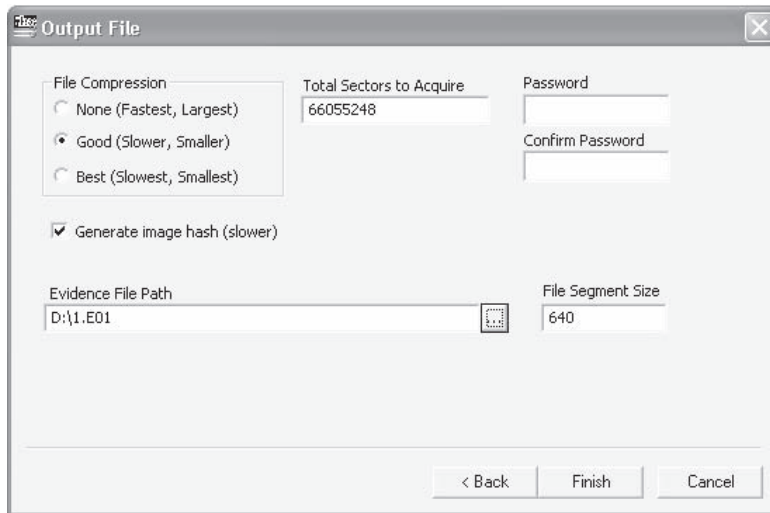 Output File
File Compression
None (Fastest, Largest)
Good (Slower, Smaller)
Best (Slowest, Smallest)
Total Sectors to Acquire
66055248
Password
Confirm Password
Generate image hash (slower)
Evidence File Path
D:\1.E01
...
File Segment Size
640
< Back
Finish
Cancel